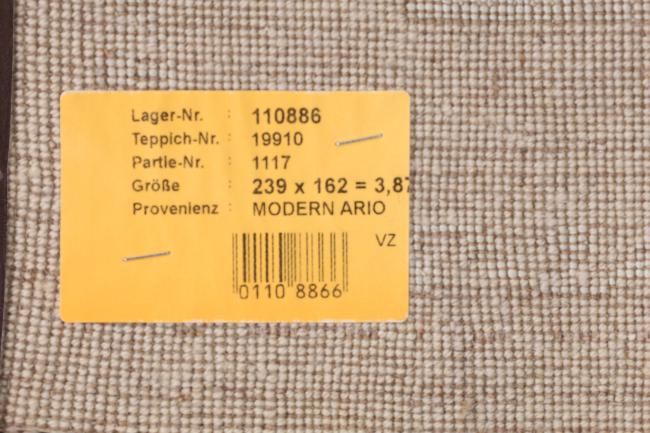 Lager-Nr. : 110886
Teppich-Nr. : 19910
Partie-Nr. : 1117
Größe : 239 x 162 = 3,87
Provenienz : MODERN ARIO
VZ
0110 8866